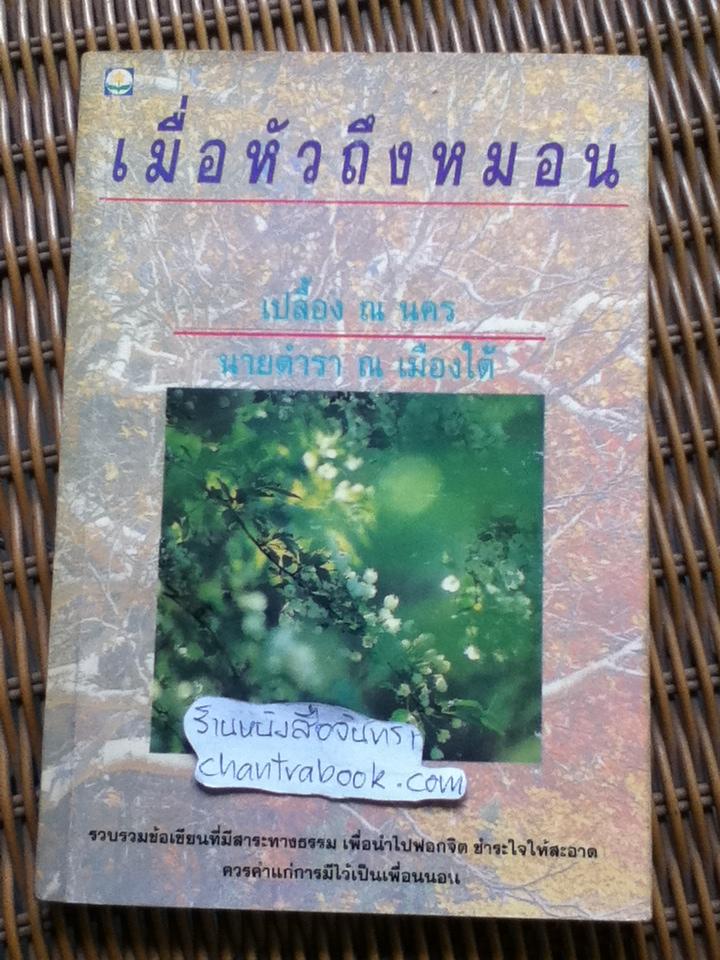 เมื่อหัวถึงหมอน
เปลื้อง ณ นคร
นายตำรา ณ เมืองใต้
ร้านหนังสือจันทรา
chantrabook.com
รวบรวมข้อเขียนที่มีสาระทางธรรม เพื่อนำไปฟอกจิต ชำระใจให้สะอาด
ควรค่าแก่การมีไว้เป็นเพื่อนนอน